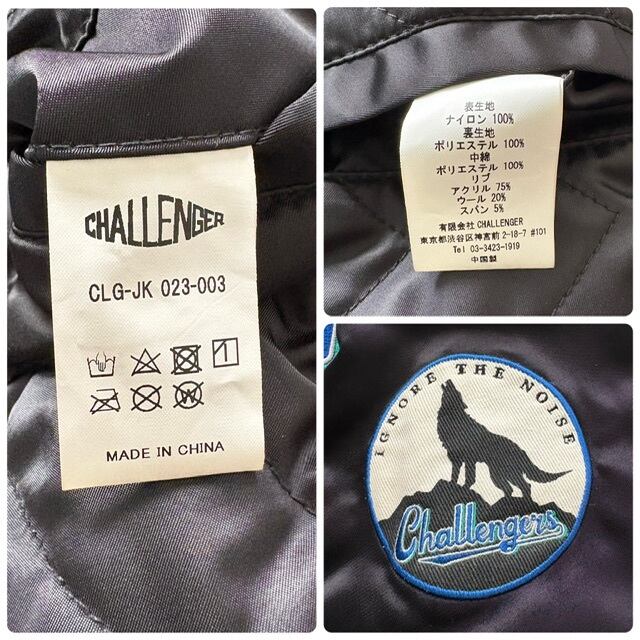 CHALLENGER
CLG-JK 023-003
MADE IN CHINA
表生地
ナイロン 100%
裏生地
ポリエステル 100%
中綿
ポリエステル 100%
リブ
アクリル 75%
ウール 20%
スパン 5%
有限会社 CHALLENGER
東京都渋谷区神宮前 2-18-7 #101
Tel 03-3423-1919
中国製
IGNORE THE NOISE
Challengers